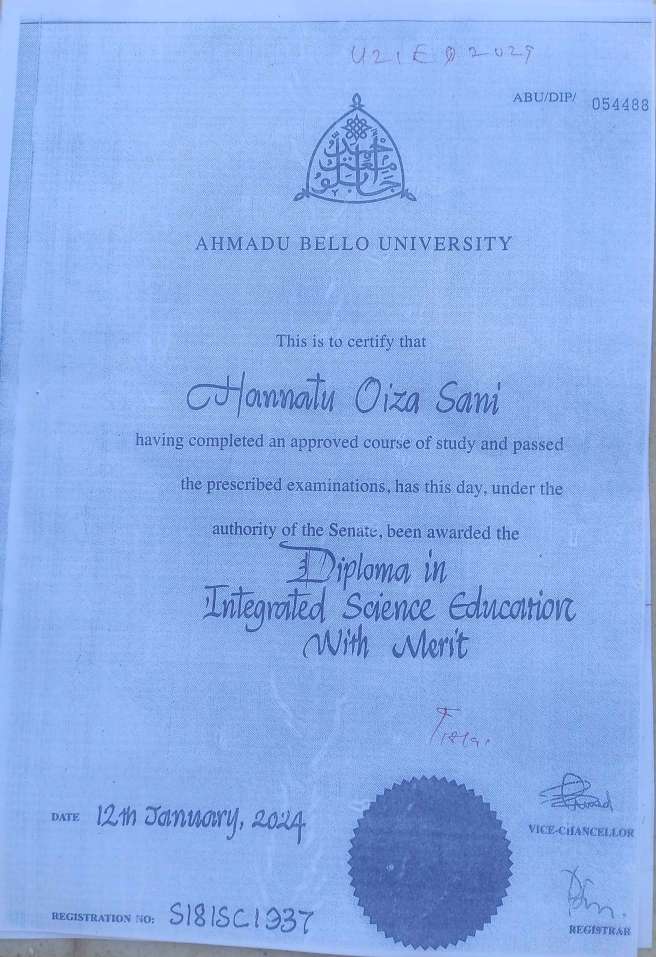 U21EQ2029
ABU/DIP/ 054488
AHMADU BELLO UNIVERSITY
This is to certify that
Hannatu Oiza Sani
having completed an approved course of study and passed
the prescribed examinations, has this day, under the
authority of the Senate, been awarded the
Diploma in
Integrated Science Education
With Merit
DATE 12th January, 2024
VICE-CHANCELLOR
REGISTRATION NO: S18ISC1937
REGISTRAR